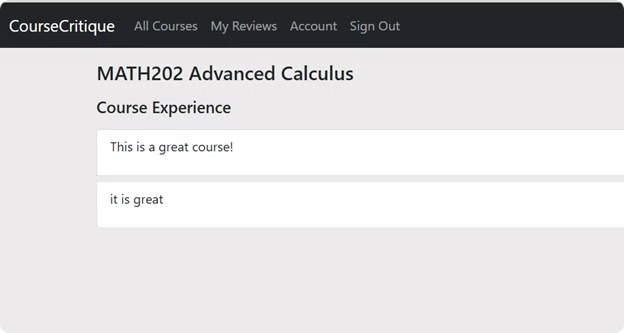 CourseCritique All Courses My Reviews Account Sign Out
MATH202 Advanced Calculus
Course Experience
This is a great course!
it is great